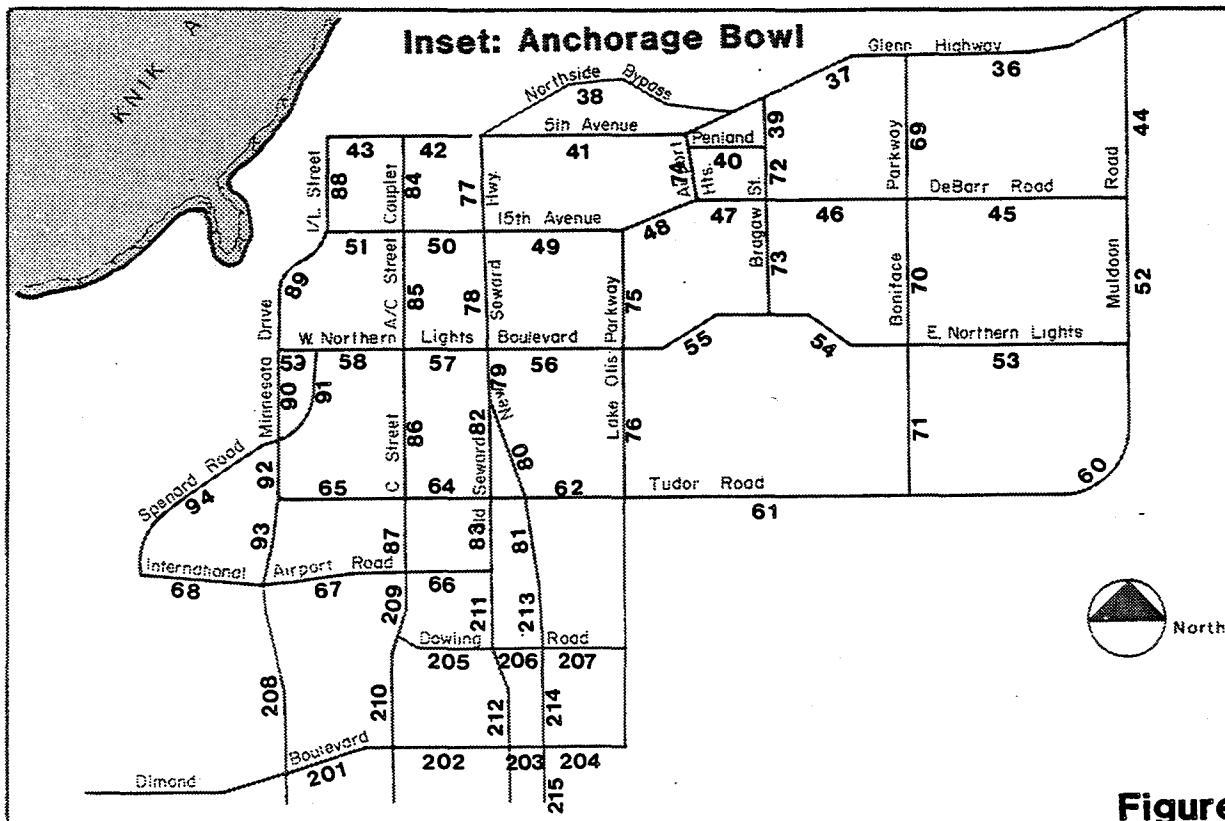 Inset: Anchorage Bowl
KNIK A
Glenn Highway
36
37
Northside Bypass
38
5th Avenue
39
44
43
42
41
Penland
40
69
I/L Street
88
Couplet
84
77
Hwy.
74
Airport Hts.
72
Parkway
DeBarr Road
Road
15th Avenue
47
46
45
48
51
50
49
Bragaw St.
73
89
A/C Street
85
78
Seward
75
70
Boniface
Muldoon
52
Minnesota Drive
W. Northern Lights Boulevard
E. Northern Lights
55
54
53
59
58
57
56
79
New
Lake Otis Parkway
90
91
C Street
86
82
80
76
71
60
Spenard Road
94
92
65
64
Old Seward
62
Tudor Road
61
93
87
83
81
International Airport Road
68
67
66
209
211
213
North
Dowling Road
205
206
207
208
210
212
214
Dimond Boulevard
201
202
203
204
215
Figure